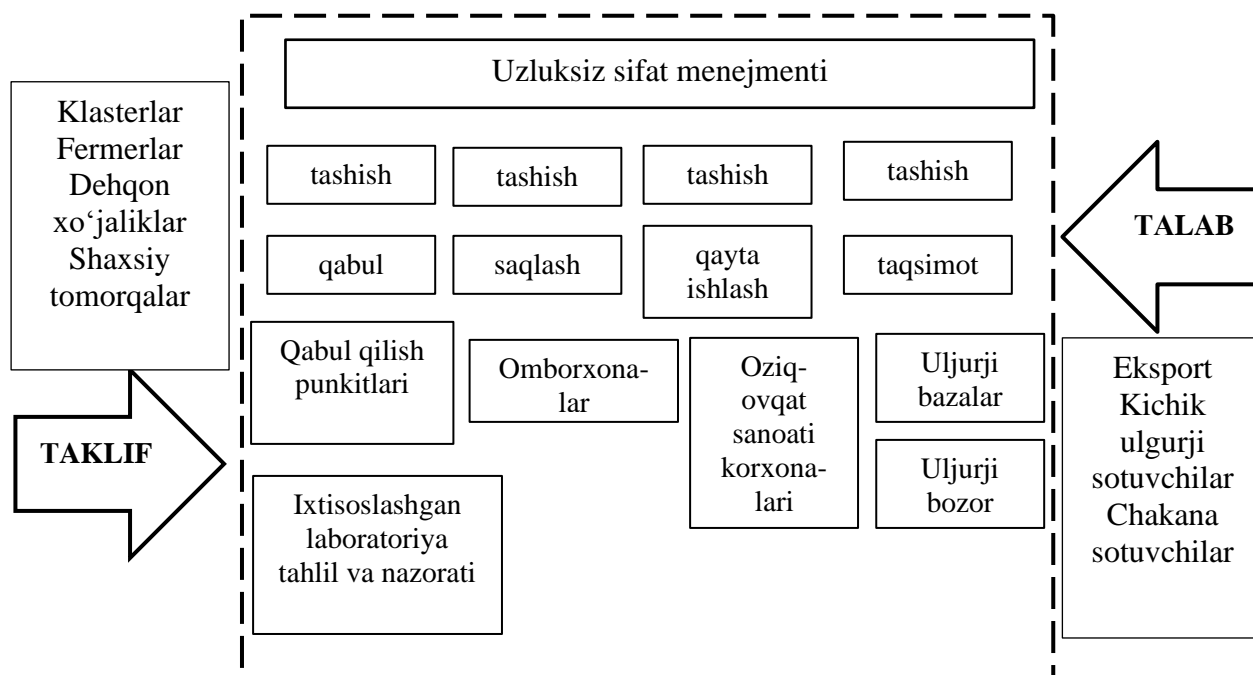 Uzluksiz sifat menejmenti
Klasterlar
Fermerlar
Dehqon
xo‘jaliklar
Shaxsiy
tomorqalar
tashish
tashish
tashish
tashish
TALAB
qabul
saqlash
qayta
ishlash
taqsimot
Qabul qilish
punkitlari
Omborxona-
lar
Oziq-
ovqat
sanoati
korxona-
lari
Uljurji
bazalar
Uljurji
bozor
Eksport
Kichik
ulgurji
sotuvchilar
Chakana
sotuvchilar
TAKLIF
Ixtisoslashgan
laboratoriya
tahlil va nazorati